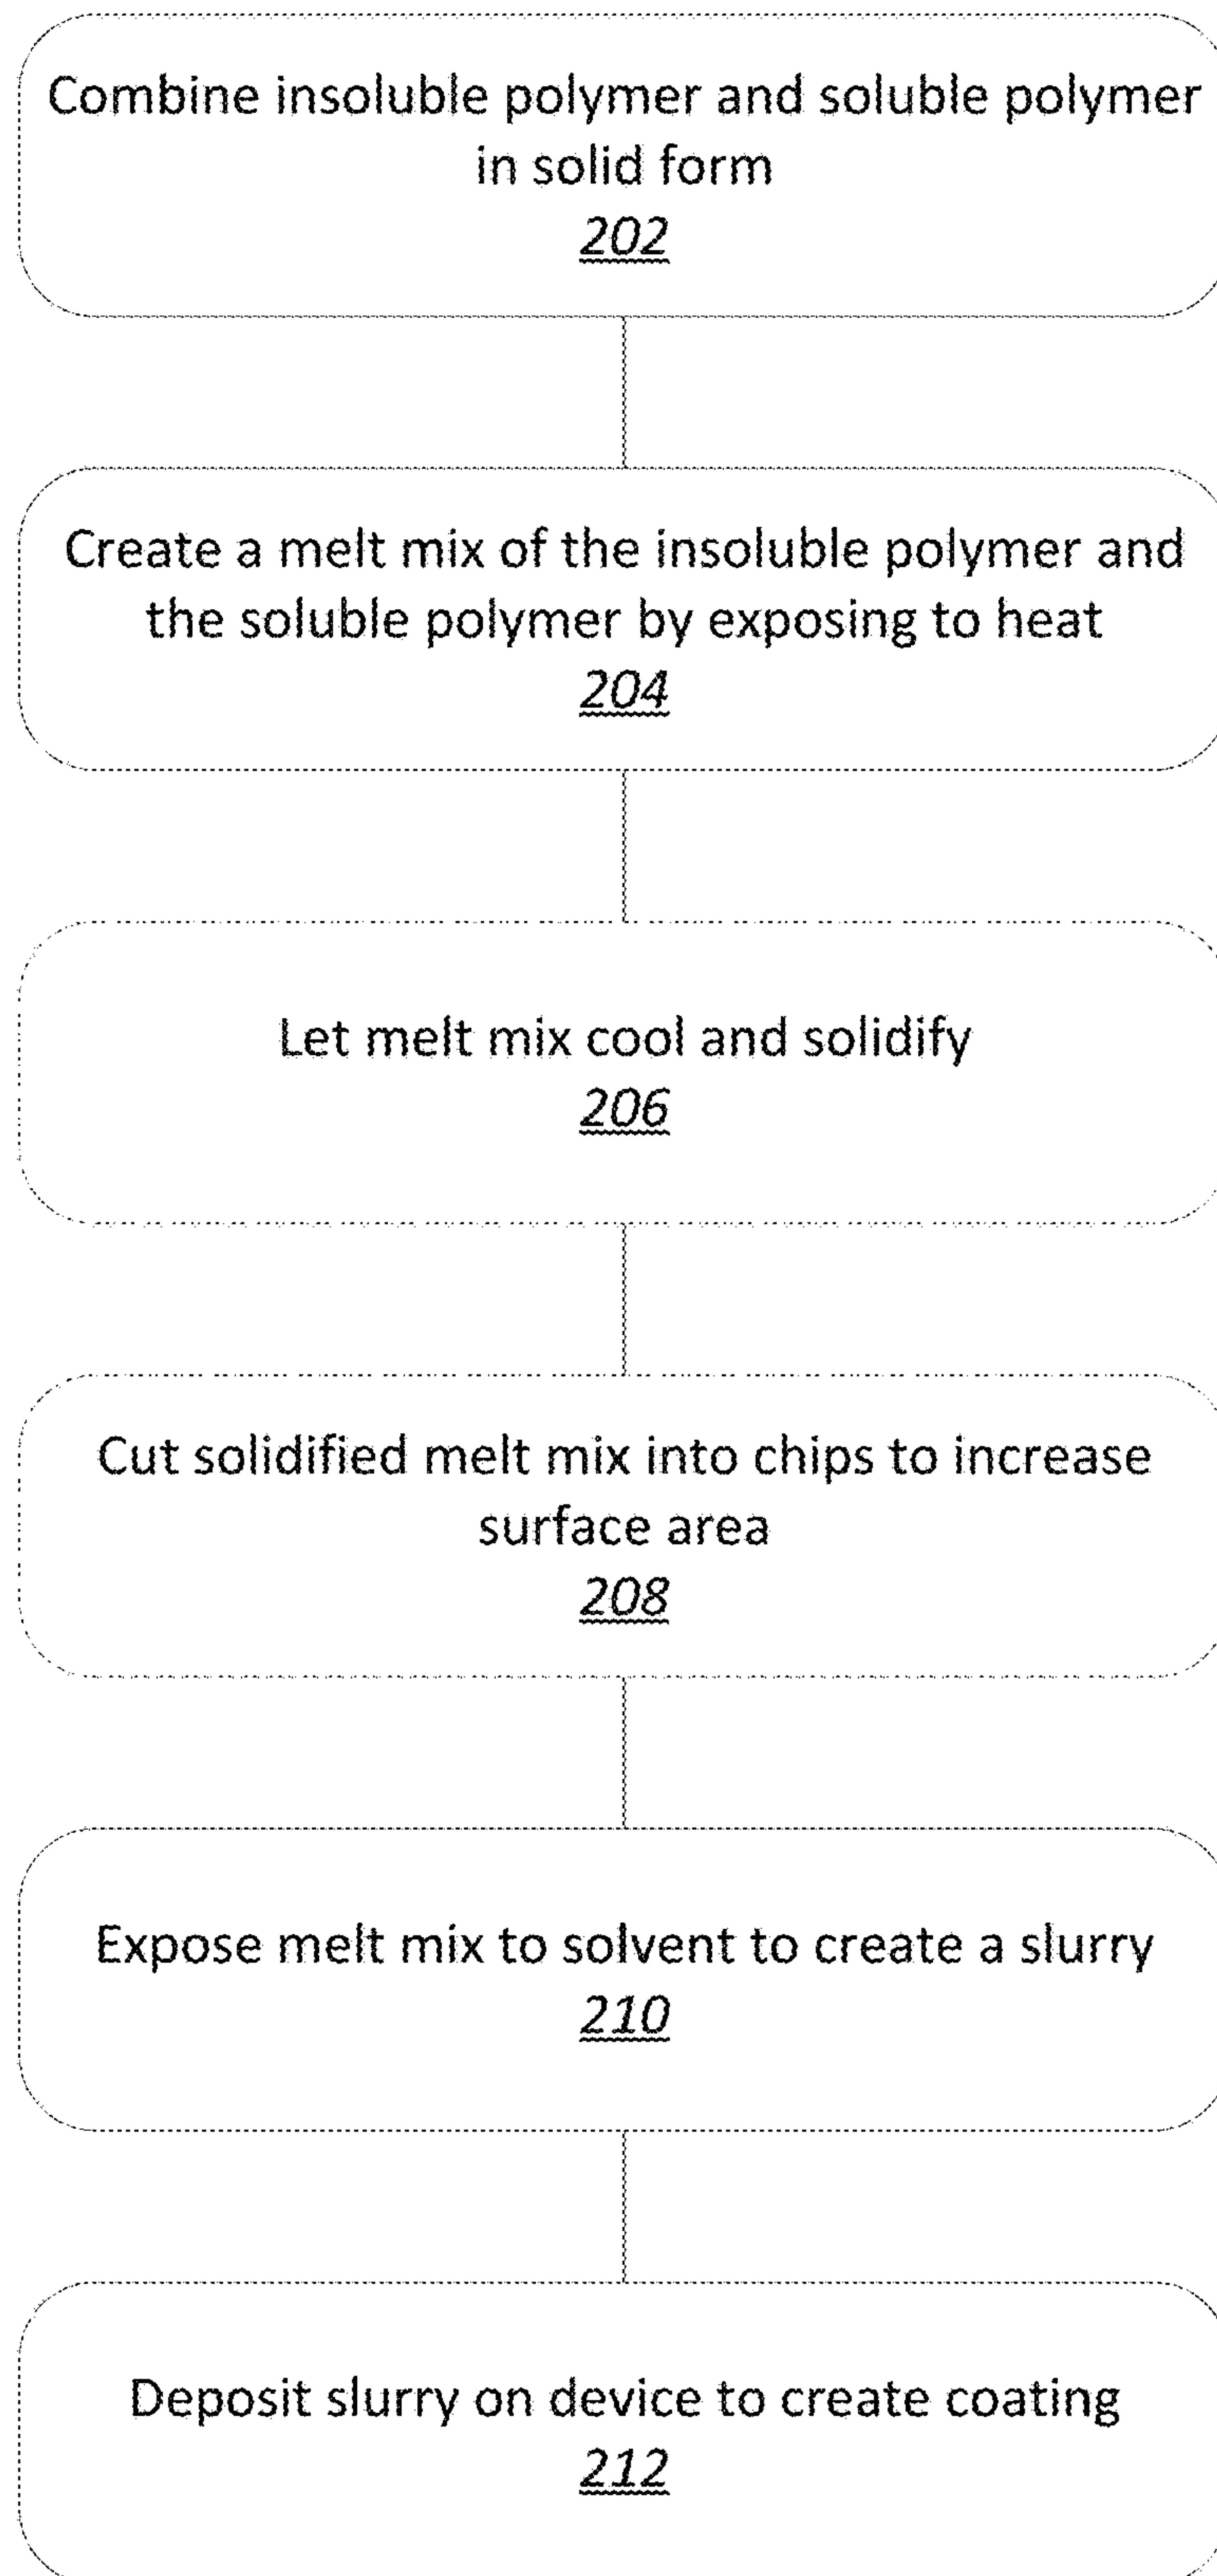 Combine insoluble polymer and soluble polymer
in solid form
202
Create a melt mix of the insoluble polymer and
the soluble polymer by exposing to heat
204
Let melt mix cool and solidify
206
Cut solidified melt mix into chips to increase
surface area
208
Expose melt mix to solvent to create a slurry
210
Deposit slurry on device to create coating
212